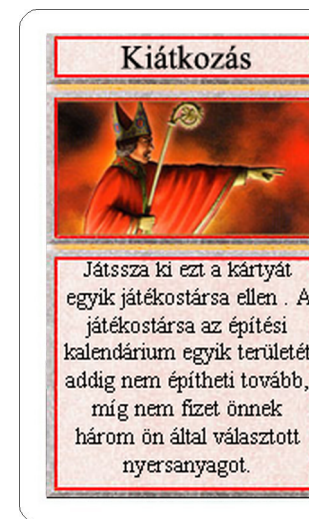 Kiátkozás
Játssza ki ezt a kártyát
egyik játékostársa ellen . A
játékostársa az építési
kalendárium egyik területét
addig nem építheti tovább,
míg nem fizet önnek
három ön által választott
nyersanyagot.